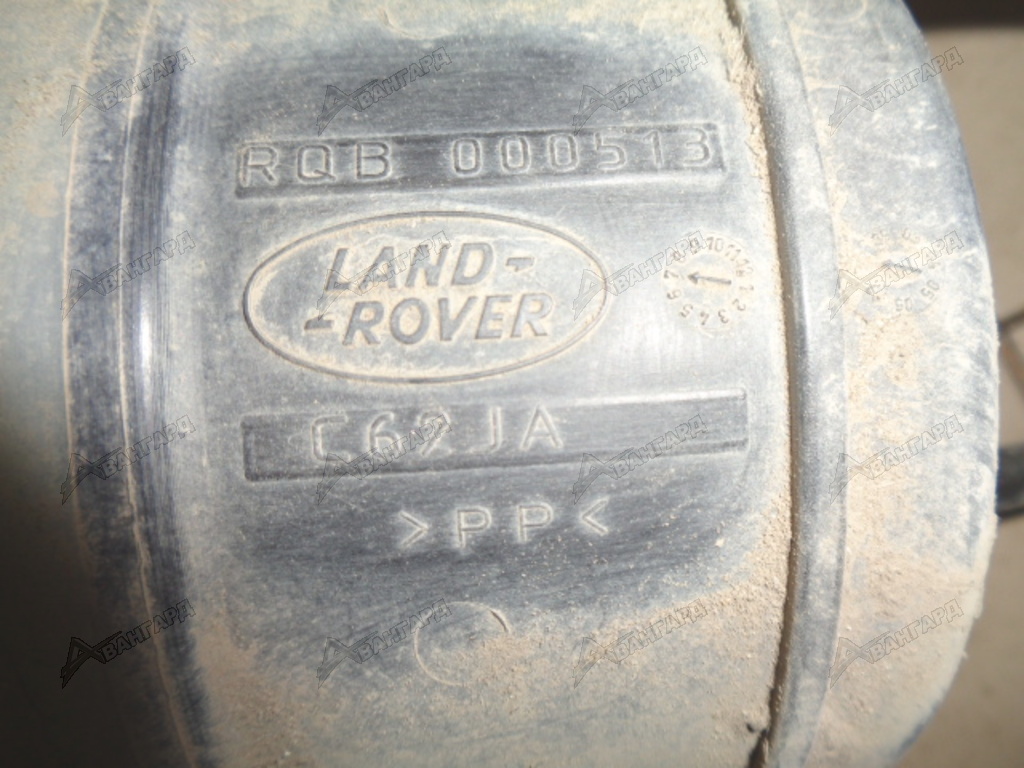 RQB 000513
LAND-
-ROVER
C62JA
>PP<
АВАНГАРД